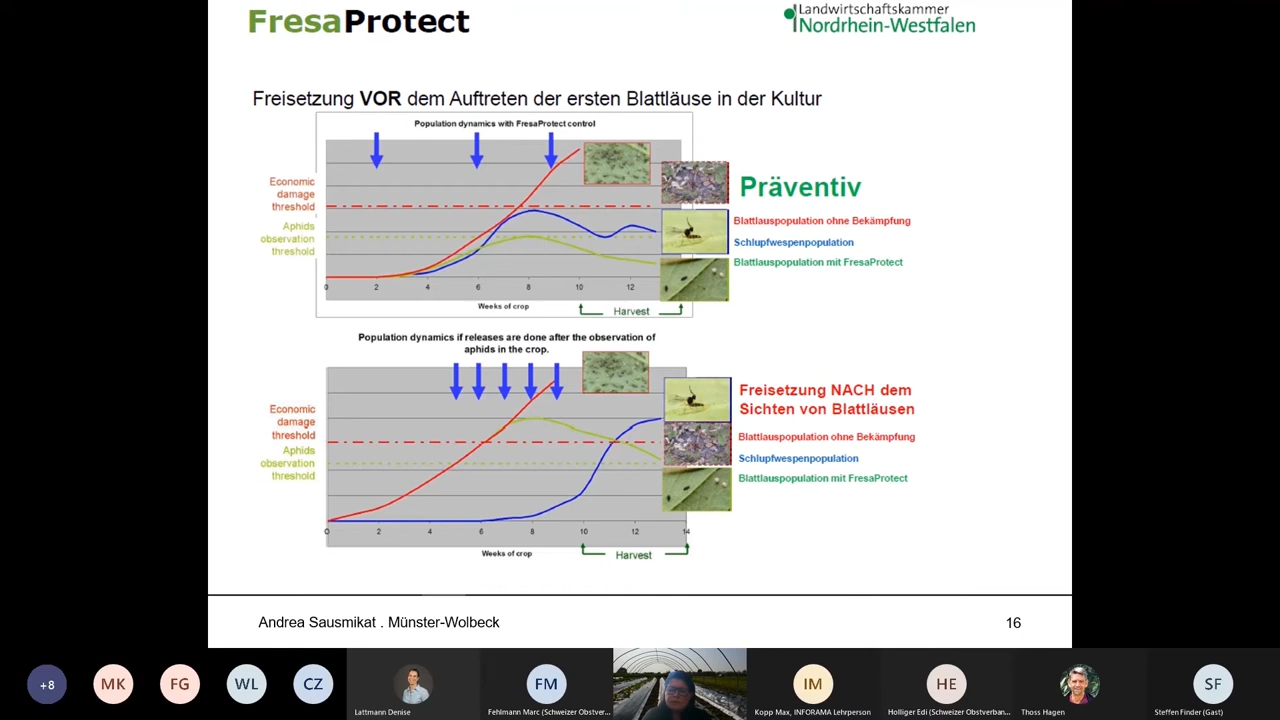 FresaProtect
Landwirtschaftskammer
Nordrhein-Westfalen
Freisetzung VOR dem Auftreten der ersten Blattläuse in der Kultur
Population dynamics with FresaProtect control
Economic
damage
threshold
Aphids
observation
threshold
0 2 4 6 8 10 12
Weeks of crop
Harvest
Präventiv
Blattlauspopulation ohne Bekämpfung
Schlupfwespenpopulation
Blattlauspopulation mit FresaProtect
Population dynamics if releases are done after the observation of
aphids in the crop.
Economic
damage
threshold
Aphids
observation
threshold
0 2 4 6 8 10 12 14
Weeks of crop
Harvest
Freisetzung NACH dem
Sichten von Blattläusen
Blattlauspopulation ohne Bekämpfung
Schlupfwespenpopulation
Blattlauspopulation mit FresaProtect
Andrea Sausmikat . Münster-Wolbeck
16
+8
MK
FG
WL
CZ
Lattmann Denise
FM
Fehlmann Marc (Schweizer Obstver...
IM
Kopp Max, INFORAMA Lehrperson
HE
Holliger Edi (Schweizer Obstverban...
Thoss Hagen
SF
Steffen Finder (Gast)